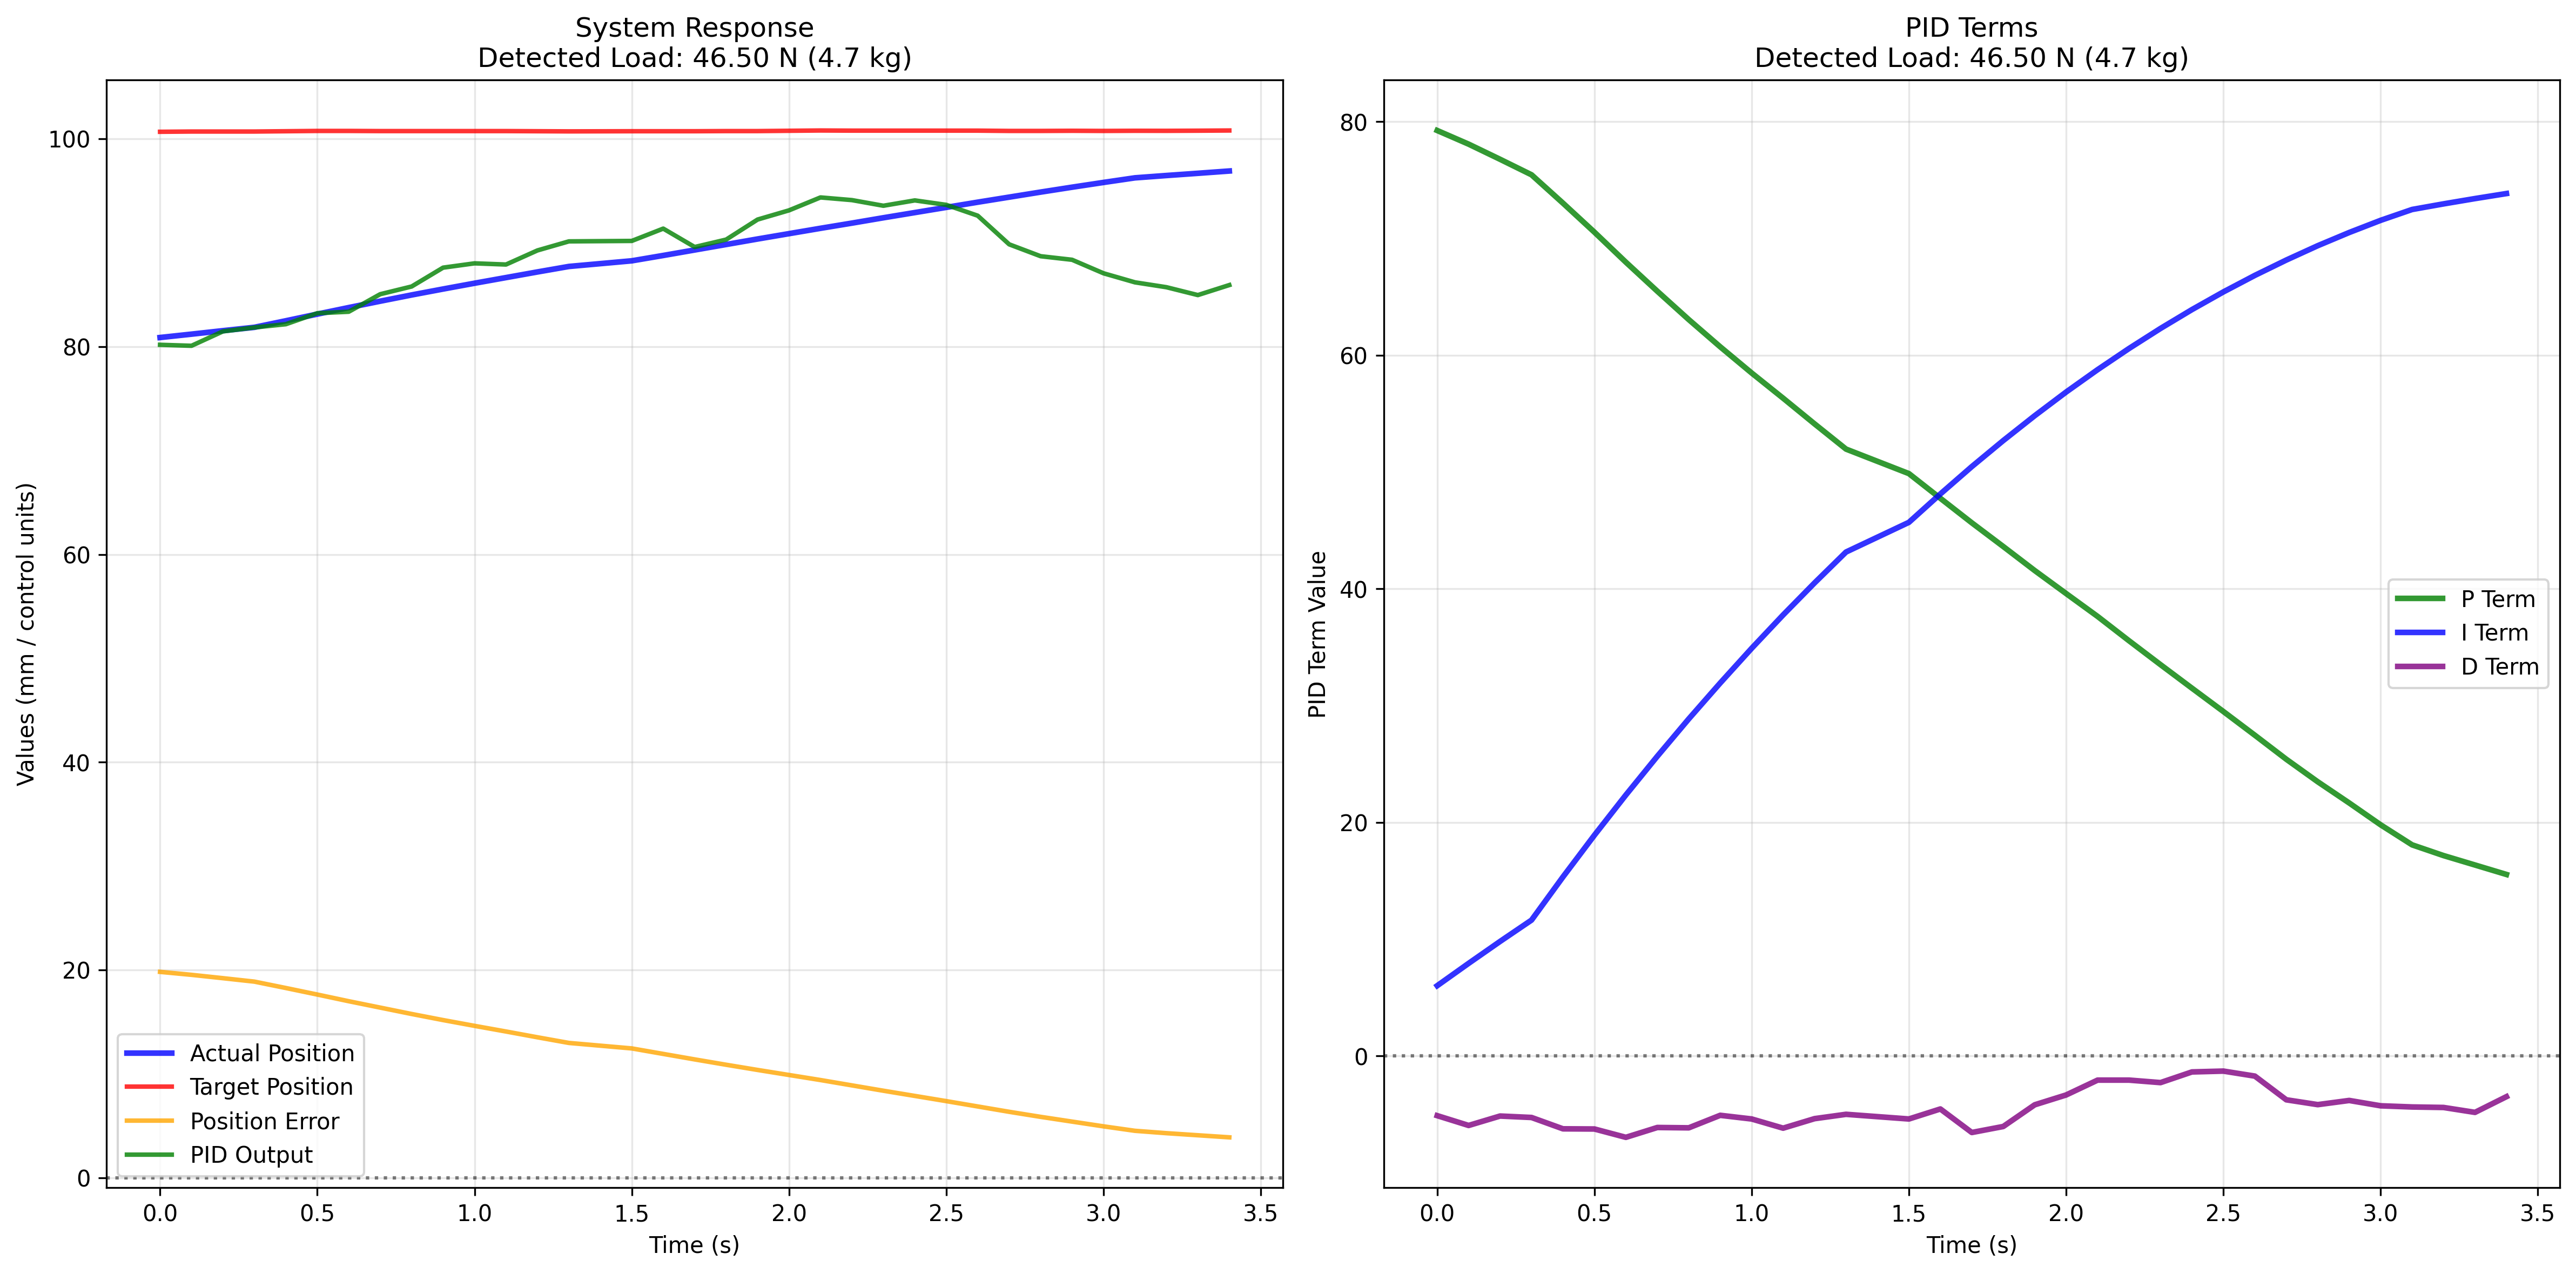 System Response
Detected Load: 46.50 N (4.7 kg)
Values (mm / control units)
100
80
60
40
20
0
Actual Position
Target Position
Position Error
PID Output
0.0 0.5 1.0 1.5 2.0 2.5 3.0 3.5
Time (s)
PID Terms
Detected Load: 46.50 N (4.7 kg)
PID Term Value
80
60
40
20
0
P Term
I Term
D Term
0.0 0.5 1.0 1.5 2.0 2.5 3.0 3.5
Time (s)